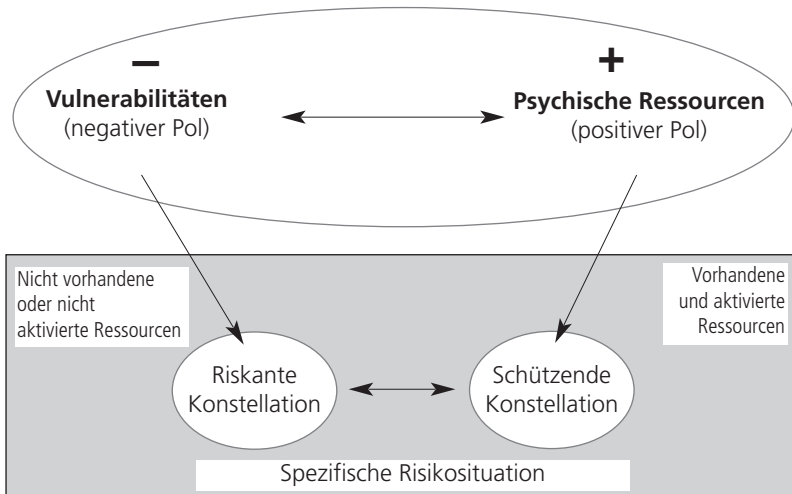 –
Vulnerabilitäten
(negativer Pol)
+
Psychische Ressourcen
(positiver Pol)
Nicht vorhandene
oder nicht
aktivierte Ressourcen
Vorhandene
und aktivierte
Ressourcen
Riskante
Konstellation
Schützende
Konstellation
Spezifische Risikosituation